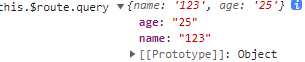 this.$route.query ▼{name: '123', age: '25'} i
age: "25"
name: "123"
▶[[Prototype]]: Object